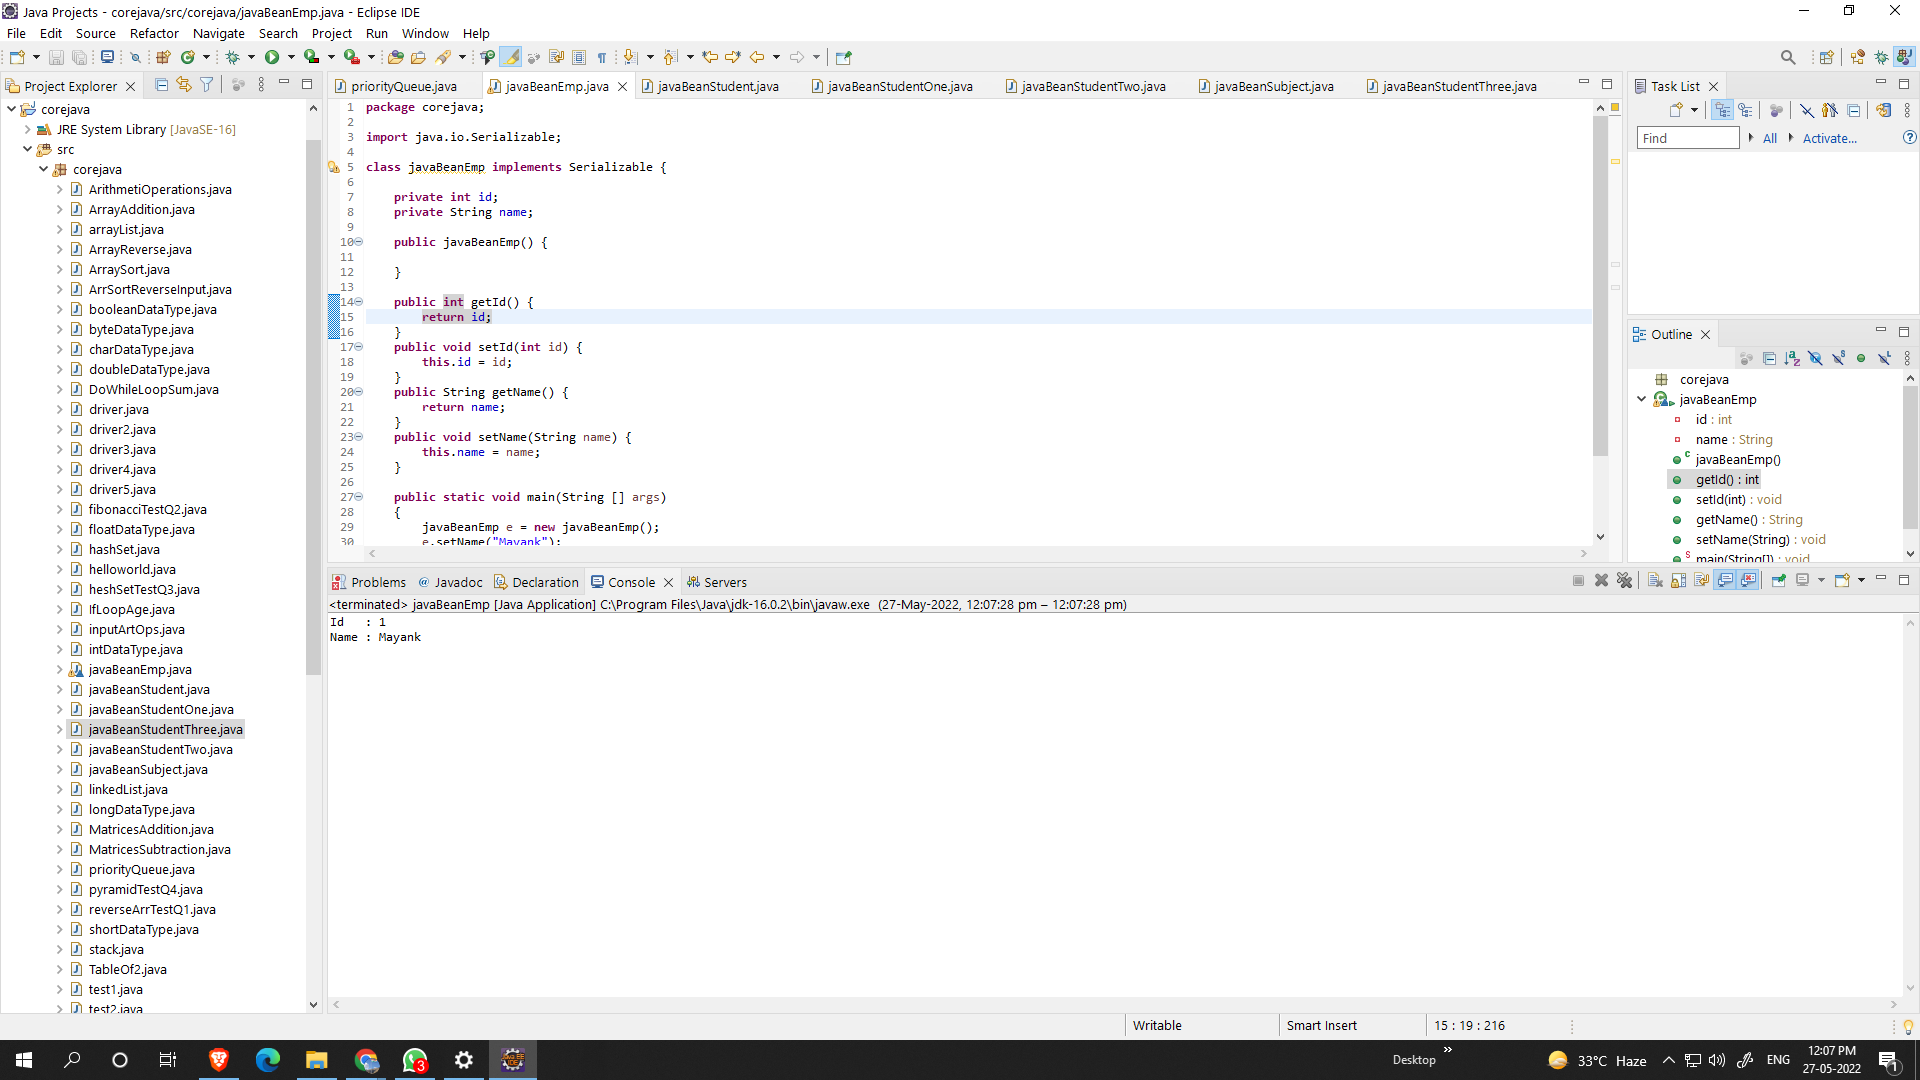 Java Projects - corejava/src/corejava/javaBeanEmp.java - Eclipse IDE
File Edit Source Refactor Navigate Search Project Run Window Help
Project Explorer
corejava
JRE System Library [JavaSE-16]
src
corejava
ArithmetiOperations.java
ArrayAddition.java
arrayList.java
ArrayReverse.java
ArraySort.java
ArrSortReverseInput.java
booleanDataType.java
byteDataType.java
charDataType.java
doubleDataType.java
DoWhileLoopSum.java
driver.java
driver2.java
driver3.java
driver4.java
driver5.java
fibonacciTestQ2.java
floatDataType.java
hashSet.java
helloworld.java
heshSetTestQ3.java
IfLoopAge.java
inputArtOps.java
intDataType.java
javaBeanEmp.java
javaBeanStudent.java
javaBeanStudentOne.java
javaBeanStudentThree.java
javaBeanStudentTwo.java
javaBeanSubject.java
linkedList.java
longDataType.java
MatricesAddition.java
MatricesSubtraction.java
priorityQueue.java
pyramidTestQ4.java
reverseArrTestQ1.java
shortDataType.java
stack.java
TableOf2.java
test1.java
test2.java
priorityQueue.java javaBeanEmp.java javaBeanStudent.java javaBeanStudentOne.java javaBeanStudentTwo.java javaBeanSubject.java javaBeanStudentThree.java
1 package corejava;
2
3 import java.io.Serializable;
4
5 class javaBeanEmp implements Serializable {
6
7 private int id;
8 private String name;
9
10 public javaBeanEmp() {
11
12 }
13
14 public int getId() {
15 return id;
16 }
17 public void setId(int id) {
18 this.id = id;
19 }
20 public String getName() {
21 return name;
22 }
23 public void setName(String name) {
24 this.name = name;
25 }
26
27 public static void main(String [] args)
28 {
29 javaBeanEmp e = new javaBeanEmp();
30 e.setName("Mayank");
Problems Javadoc Declaration Console Servers
<terminated> javaBeanEmp [Java Application] C:\Program Files\Java\jdk-16.0.2\bin\javaw.exe (27-May-2022, 12:07:28 pm – 12:07:28 pm)
Id : 1
Name : Mayank
Task List
Find All Activate...
Outline
corejava
javaBeanEmp
id : int
name : String
javaBeanEmp()
getId() : int
setId(int) : void
getName() : String
setName(String) : void
main(String[]) : void
Writable Smart Insert 15 : 19 : 216
3
Desktop
33°C Haze
ENG
12:07 PM
27-05-2022
1